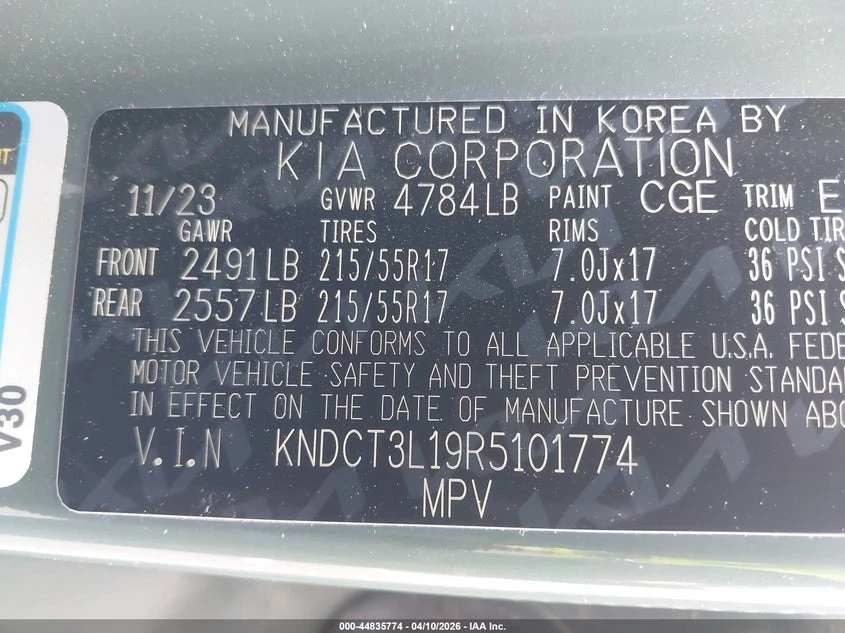 MANUFACTURED IN KOREA BY
KIA CORPORATION
11/23 GVWR 4784LB PAINT CGE TRIM
GAWR TIRES RIMS COLD
FRONT 2491LB 215/55R17 7.0Jx17 36 PSI
REAR 2557LB 215/55R17 7.0Jx17 36 PSI
THIS VEHICLE CONFORMS TO ALL APPLICABLE U.S.A.
MOTOR VEHICLE SAFETY AND THEFT PREVENTION
IN EFFECT ON THE DATE OF MANUFACTURE SHOWN
V.I.N KNDCT3L19R5101774
MPV
V30
000-44835774 - 04/10/2026 - IAA Inc.